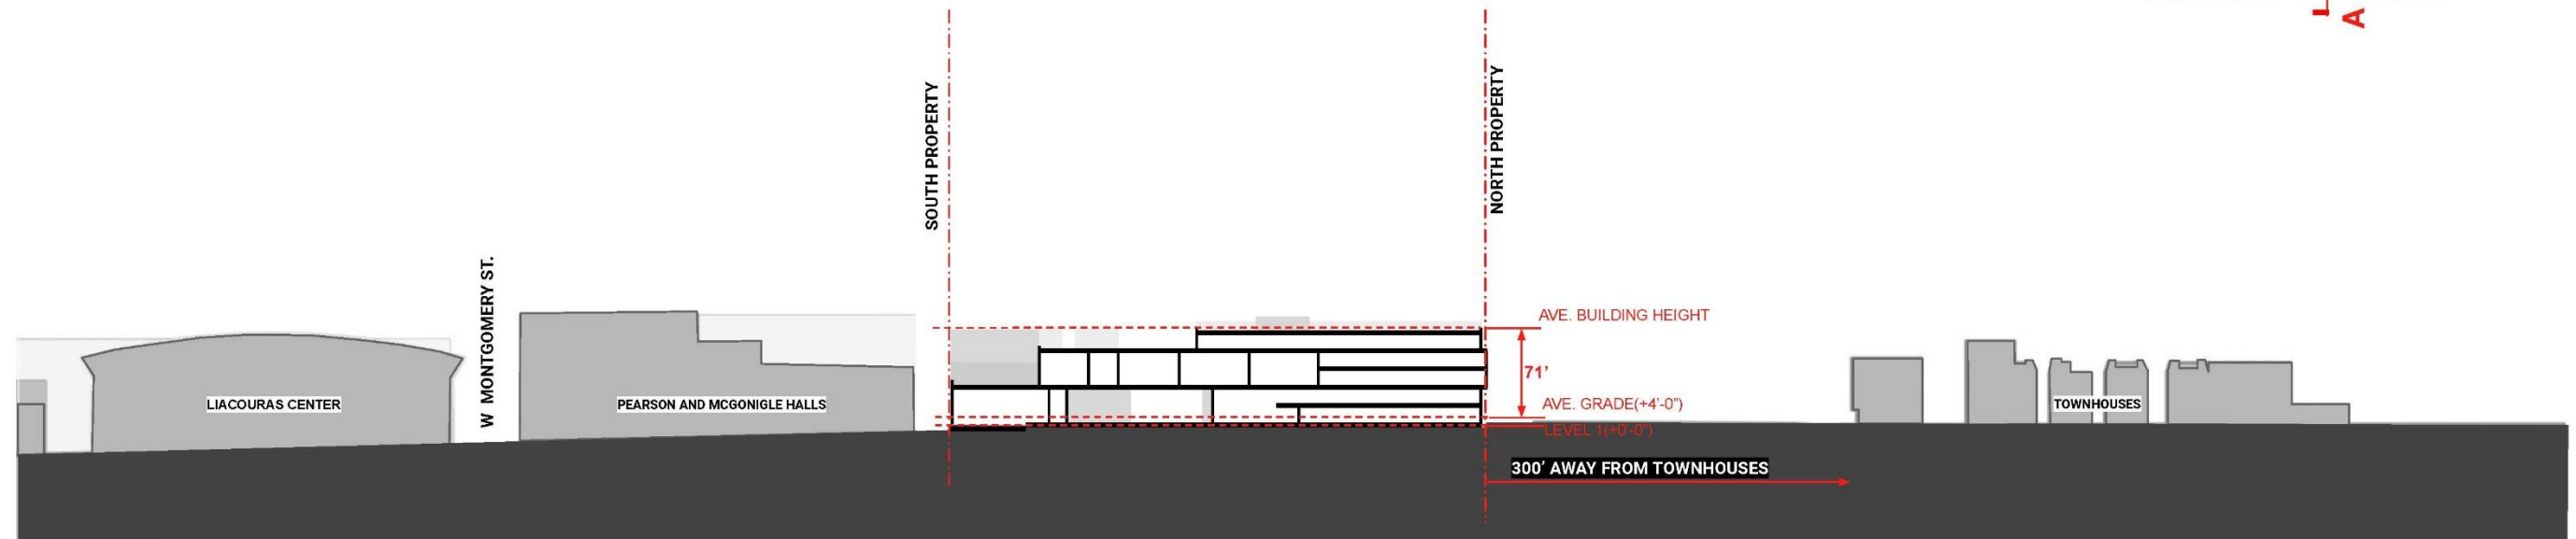 A
SOUTH PROPERTY
NORTH PROPERTY
W MONTGOMERY ST.
AVE. BUILDING HEIGHT
71'
LIACOURAS CENTER
PEARSON AND MCGONIGLE HALLS
AVE. GRADE(+4'-0")
TOWNHOUSES
LEVEL 1(+0'-0")
300' AWAY FROM TOWNHOUSES